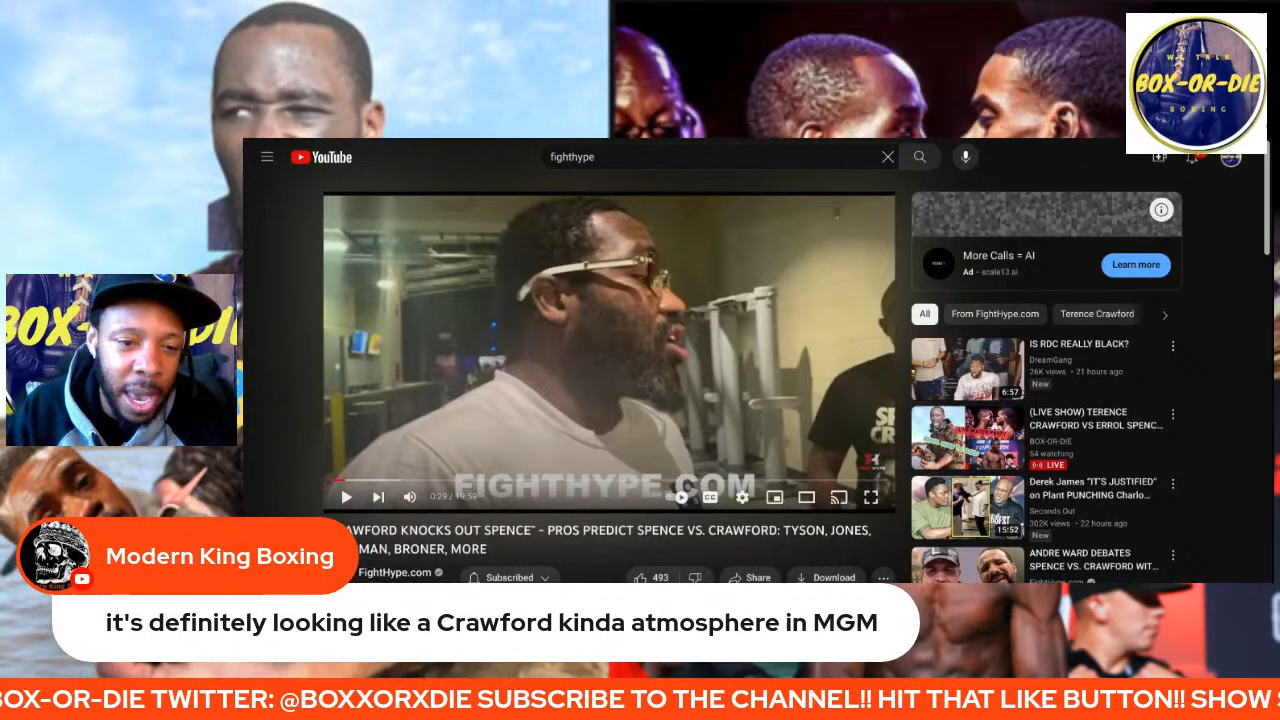 WE TALK
BOX-OR-DIE
BOXING
YouTube
fighthype
More Calls = AI
Ad · scale13.ai
Learn more
All
From FightHype.com
Terence Crawford
IS RDC REALLY BLACK?
DreamGang
26K views · 21 hours ago
New
6:57
(LIVE SHOW) TERENCE
CRAWFORD VS ERROL SPENC...
BOX-OR-DIE
54 watching
LIVE
Derek James "IT'S JUSTIFIED"
on Plant PUNCHING Charlo...
Seconds Out
302K views · 22 hours ago
New
15:52
ANDRE WARD DEBATES
SPENCE VS. CRAWFORD WIT...
FIGHTHYPE.COM
0:29 / 19:59
CC
AWFORD KNOCKS OUT SPENCE" - PROS PREDICT SPENCE VS. CRAWFORD: TYSON, JONES,
MAN, BRONER, MORE
FightHype.com
Subscribed
493
Share
Download
Modern King Boxing
it's definitely looking like a Crawford kinda atmosphere in MGM
BOX-OR-DIE TWITTER: @BOXXORXDIE SUBSCRIBE TO THE CHANNEL!! HIT THAT LIKE BUTTON!! SHOW